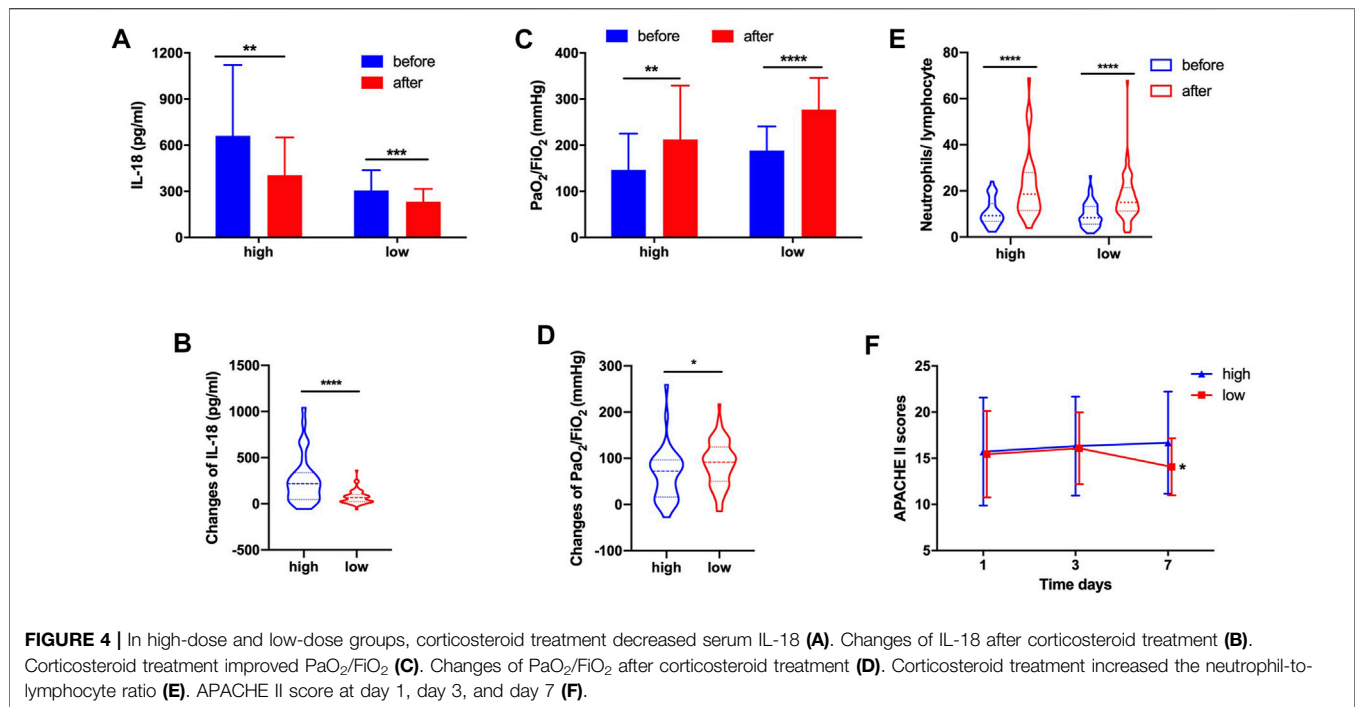 A
IL-18 (pg/ml)
1200
900
600
300
0
**
***
before
after
high
low
C
before
after
PaO2/FiO2 (mmHg)
400
300
200
100
0
**
****
high
low
E
Neutrophils/ lymphocyte
80
60
40
20
0
****
****
before
after
high
low
B
Changes of IL-18 (pg/ml)
1500
1000
500
0
-500
****
high
low
D
Changes of PaO2/FiO2 (mmHg)
300
200
100
0
-100
*
high
low
F
APACHE II scores
25
20
15
10
5
high
low
*
1
3
7
Time days
FIGURE 4 | In high-dose and low-dose groups, corticosteroid treatment decreased serum IL-18 (A). Changes of IL-18 after corticosteroid treatment (B).
Corticosteroid treatment improved PaO2/FiO2 (C). Changes of PaO2/FiO2 after corticosteroid treatment (D). Corticosteroid treatment increased the neutrophil-to-
lymphocyte ratio (E). APACHE II score at day 1, day 3, and day 7 (F).